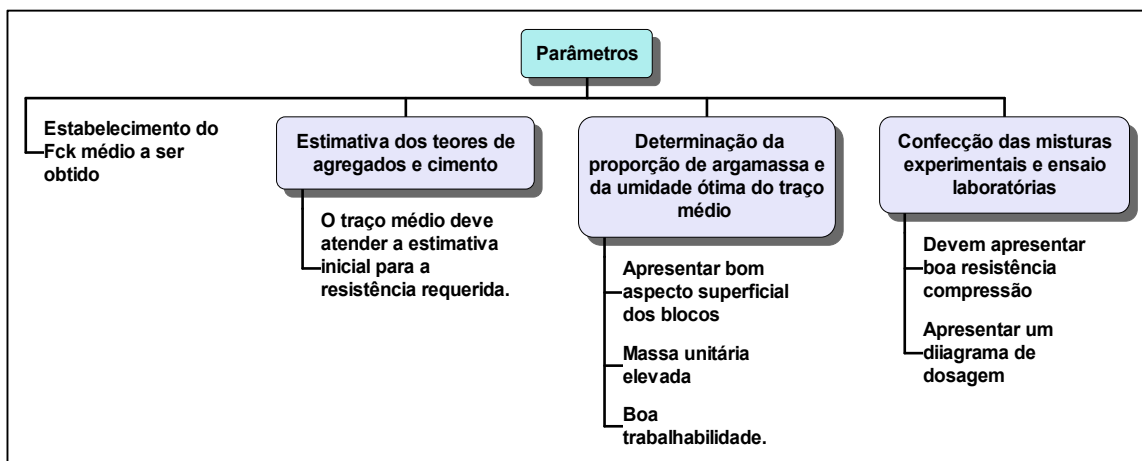 Parâmetros
Estabelecimento do
Fck médio a ser
obtido
Estimativa dos teores de
agregados e cimento
O traço médio deve
atender a estimativa
inicial para a
resistência requerida.
Determinação da
proporção de argamassa e
da umidade ótima do traço
médio
Apresentar bom
aspecto superficial
dos blocos
Massa unitária
elevada
Boa
trabalhabilidade.
Confecção das misturas
experimentais e ensaio
laboratórias
Devem apresentar
boa resistência
compressão
Apresentar um
diiagrama de
dosagem